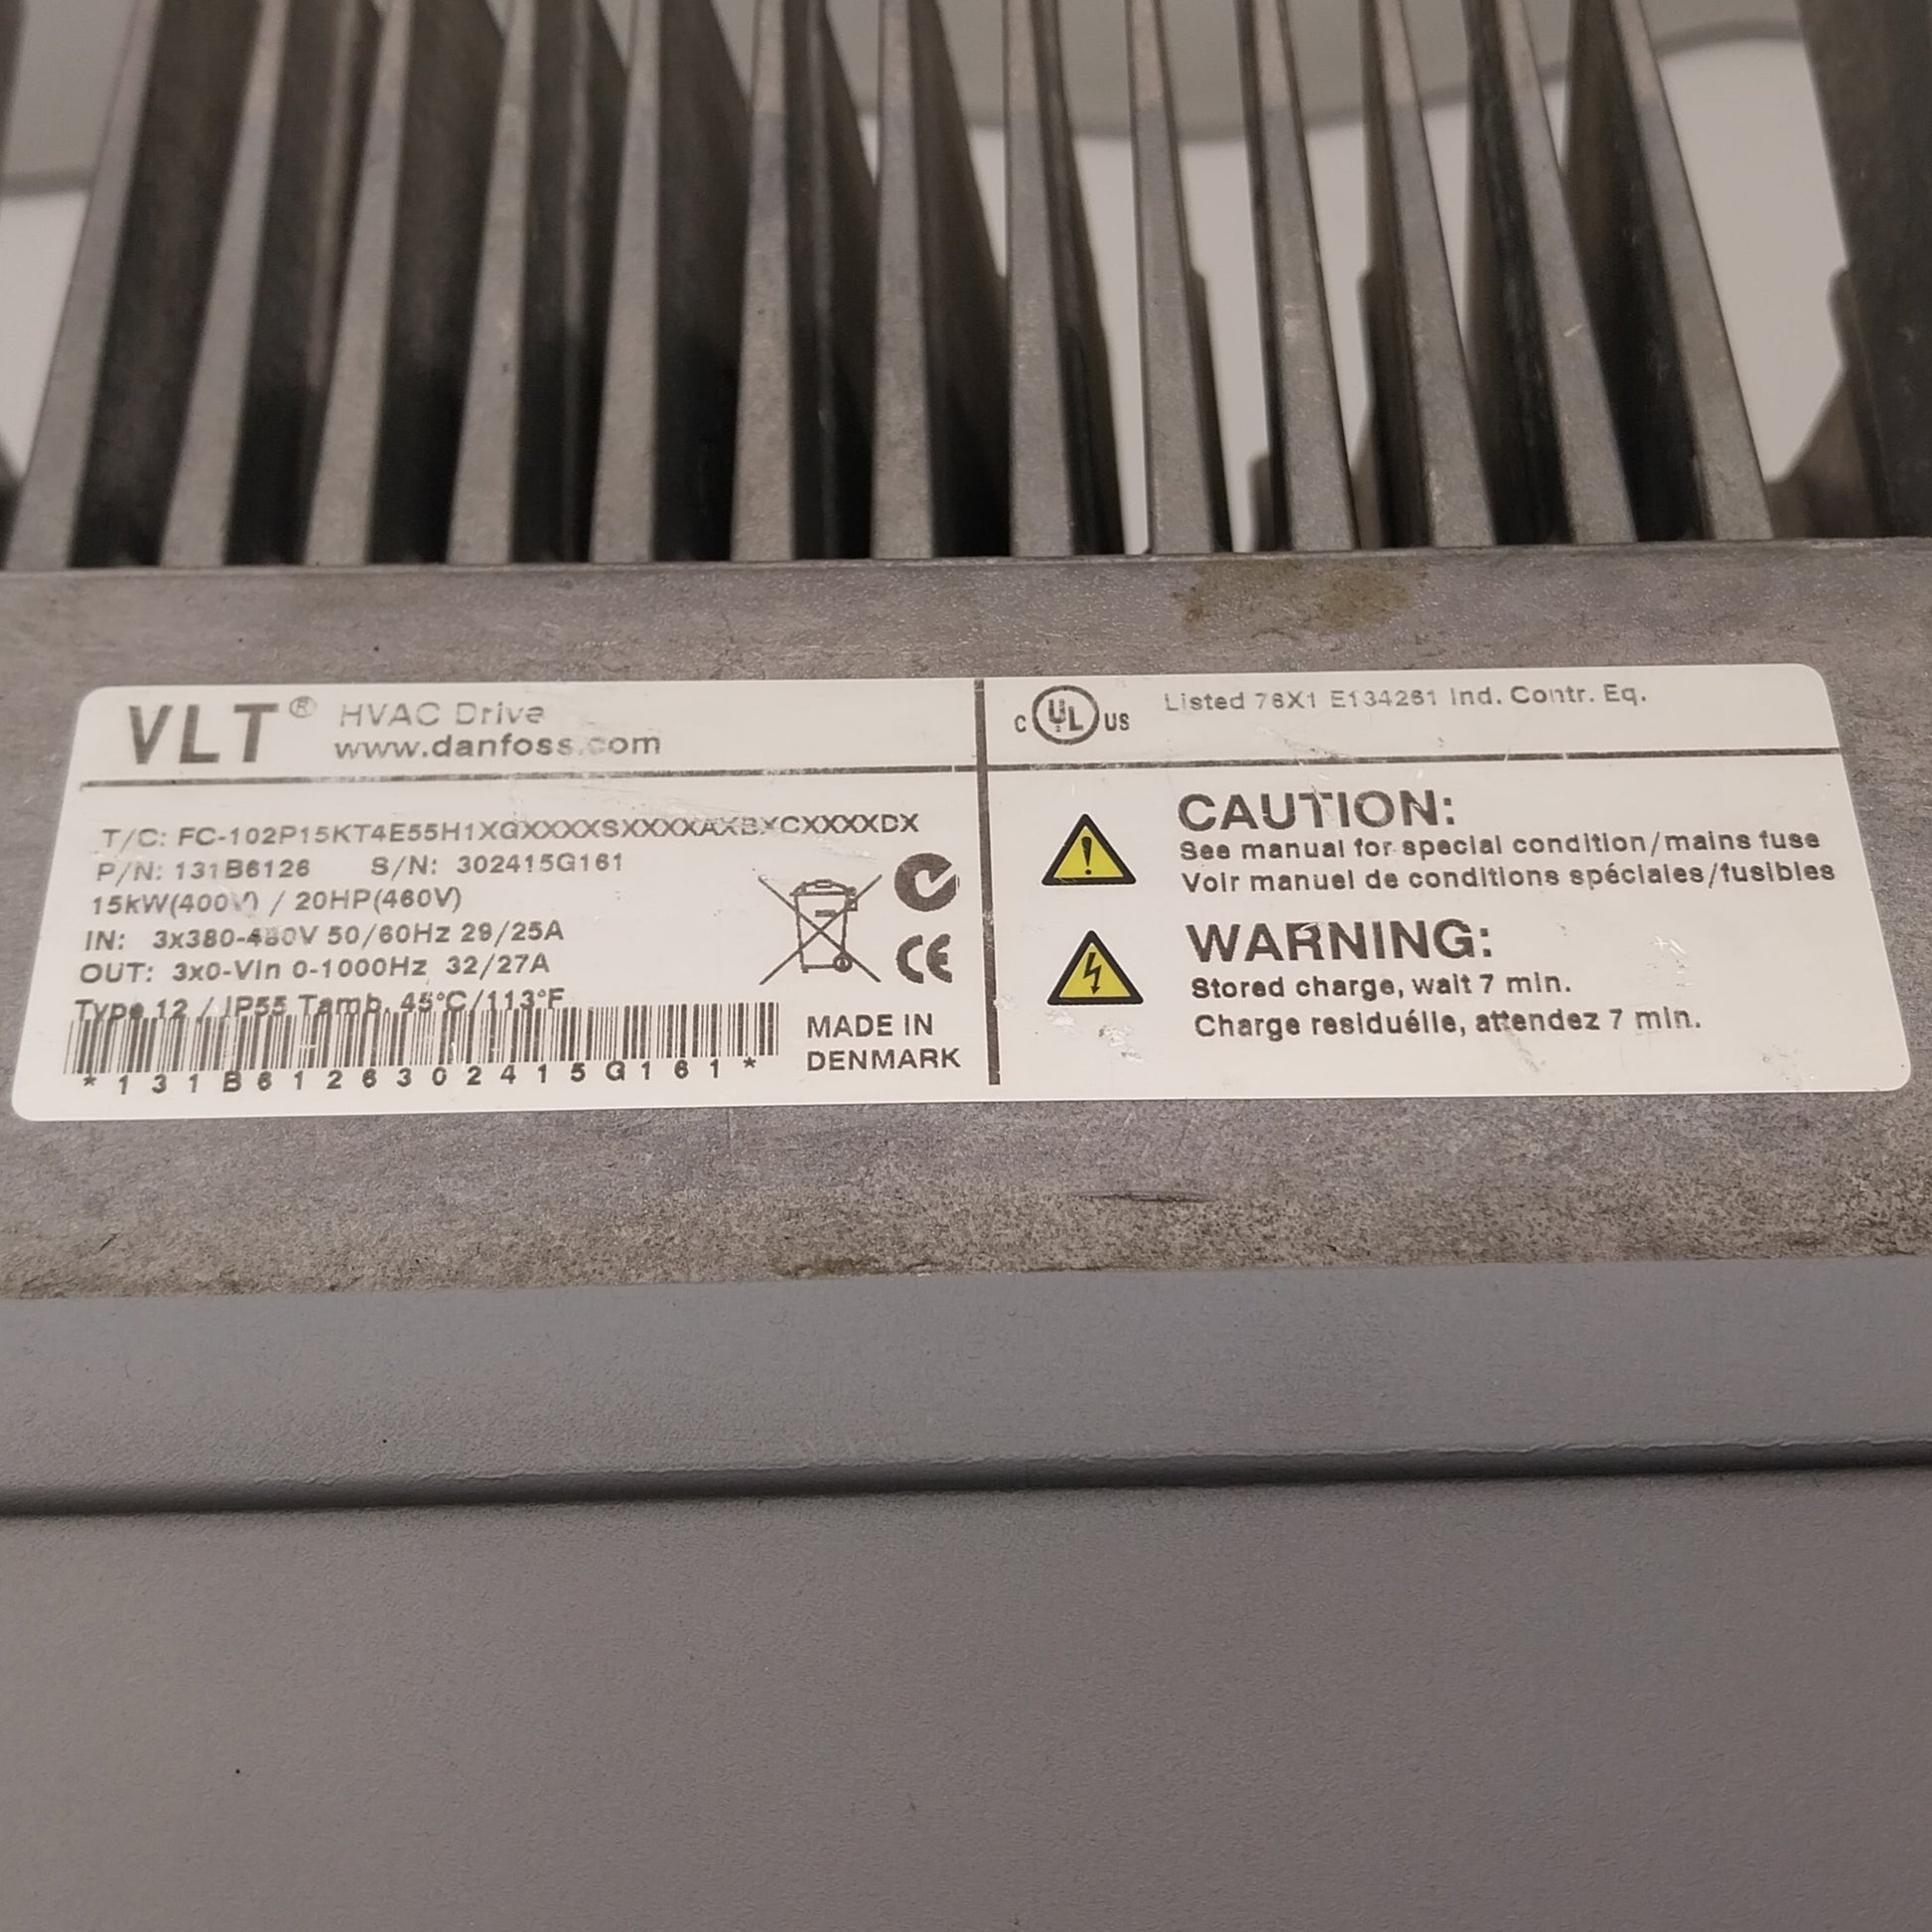 VLT® HVAC Drive
www.danfoss.com
T/C: FC-102P15KT4E55H1XGXXXXSXXXXAXBXCXXXXDX
P/N: 131B6126 S/N: 302415G161
15kW(400V) / 20HP(460V)
IN: 3x380-480V 50/60Hz 29/25A
OUT: 3x0-Vin 0-1000Hz 32/27A
Type 12 / IP55 Tamb. 45°C/113°F
*131B6126302415G161*
MADE IN
DENMARK
CE
C UL US Listed 76X1 E134261 Ind. Contr. Eq.
CAUTION:
See manual for special condition/mains fuse
Voir manuel de conditions spéciales/fusibles
WARNING:
Stored charge, wait 7 min.
Charge residuélle, attendez 7 min.